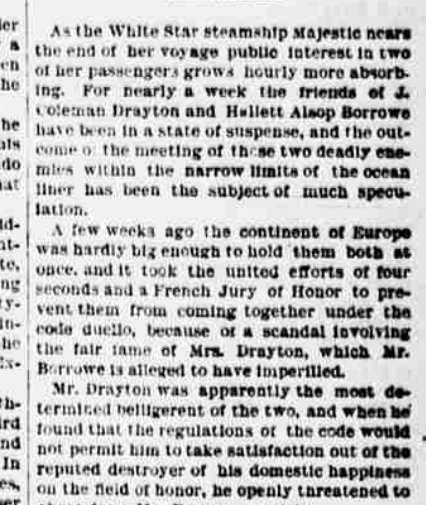 As the White Star steamship Majestic nears
the end of her voyage public interest in two
of her passengers grows hourly more absorb-
ing. For nearly a week the friends of J.
Coleman Drayton and Hallett Alsop Borrowe
have been in a state of suspense, and the out-
come of the meeting of these two deadly ene-
mies within the narrow limits of the ocean
liner has been the subject of much specu-
lation.
A few weeks ago the continent of Europe
was hardly big enough to hold them both at
once, and it took the united efforts of four
seconds and a French Jury of Honor to pre-
vent them from coming together under the
code duello, because of a scandal involving
the fair fame of Mrs. Drayton, which Mr.
Borrowe is alleged to have imperilled.
Mr. Drayton was apparently the most de-
termined belligerent of the two, and when he
found that the regulations of the code would
not permit him to take satisfaction out of the
reputed destroyer of his domestic happiness
on the field of honor, he openly threatened to